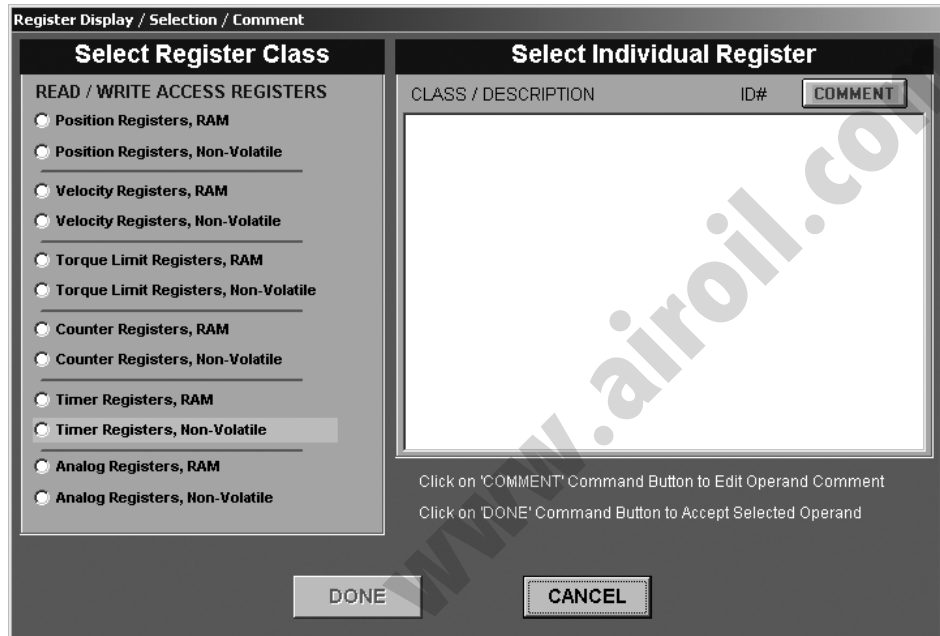 Register Display / Selection / Comment
Select Register Class
READ / WRITE ACCESS REGISTERS
Position Registers, RAM
Position Registers, Non-Volatile
Velocity Registers, RAM
Velocity Registers, Non-Volatile
Torque Limit Registers, RAM
Torque Limit Registers, Non-Volatile
Counter Registers, RAM
Counter Registers, Non-Volatile
Timer Registers, RAM
Timer Registers, Non-Volatile
Analog Registers, RAM
Analog Registers, Non-Volatile
Select Individual Register
CLASS / DESCRIPTION ID# COMMENT
Click on 'COMMENT' Command Button to Edit Operand Comment
Click on 'DONE' Command Button to Accept Selected Operand
DONE CANCEL
www.airoil.com